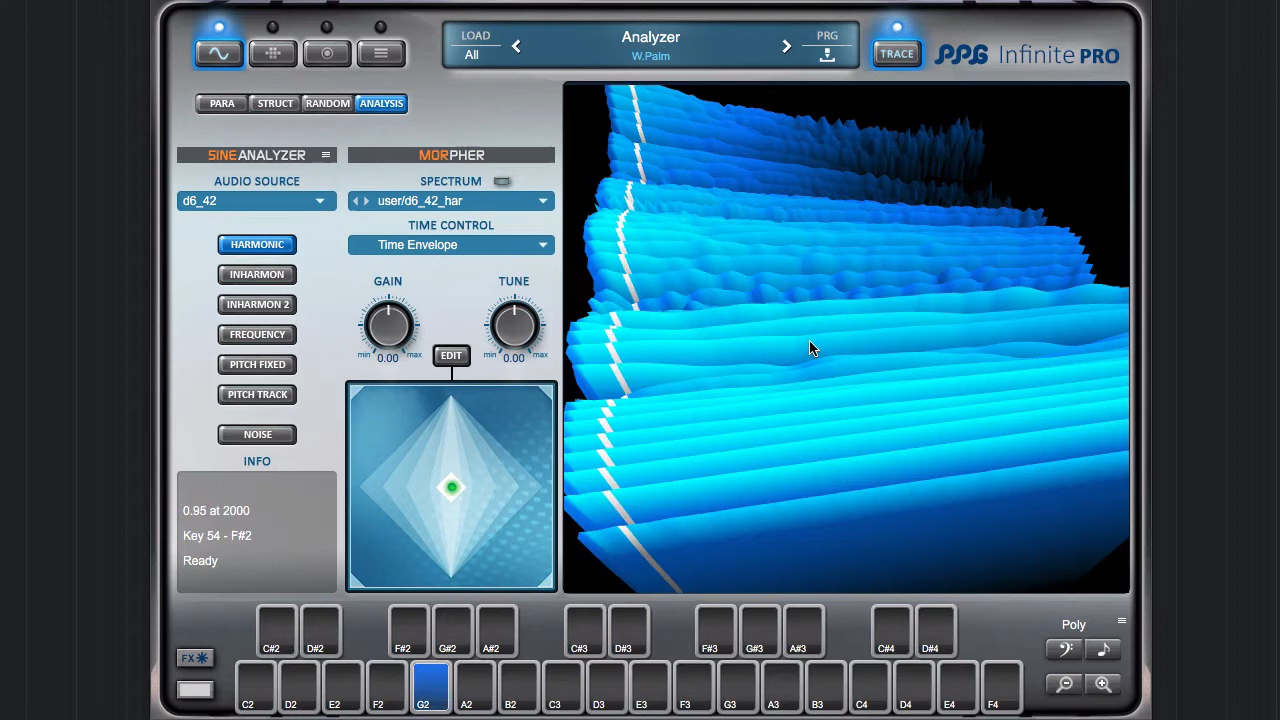 LOAD
All
Analyzer
W.Palm
PRG
TRACE
PPG Infinite PRO
PARA
STRUCT
RANDOM
ANALYSIS
SINEANALYZER
MORPHER
AUDIO SOURCE
d6_42
SPECTRUM
user/d6_42_har
TIME CONTROL
Time Envelope
HARMONIC
INHARMON
INHARMON 2
FREQUENCY
PITCH FIXED
PITCH TRACK
NOISE
GAIN
min
0.00
max
TUNE
min
0.00
max
EDIT
INFO
0.95 at 2000
Key 54 - F#2
Ready
Poly
FX
C#2
D#2
F#2
G#2
A#2
C#3
D#3
F#3
G#3
A#3
C#4
D#4
C2
D2
E2
F2
G2
A2
B2
C3
D3
E3
F3
G3
A3
B3
C4
D4
E4
F4